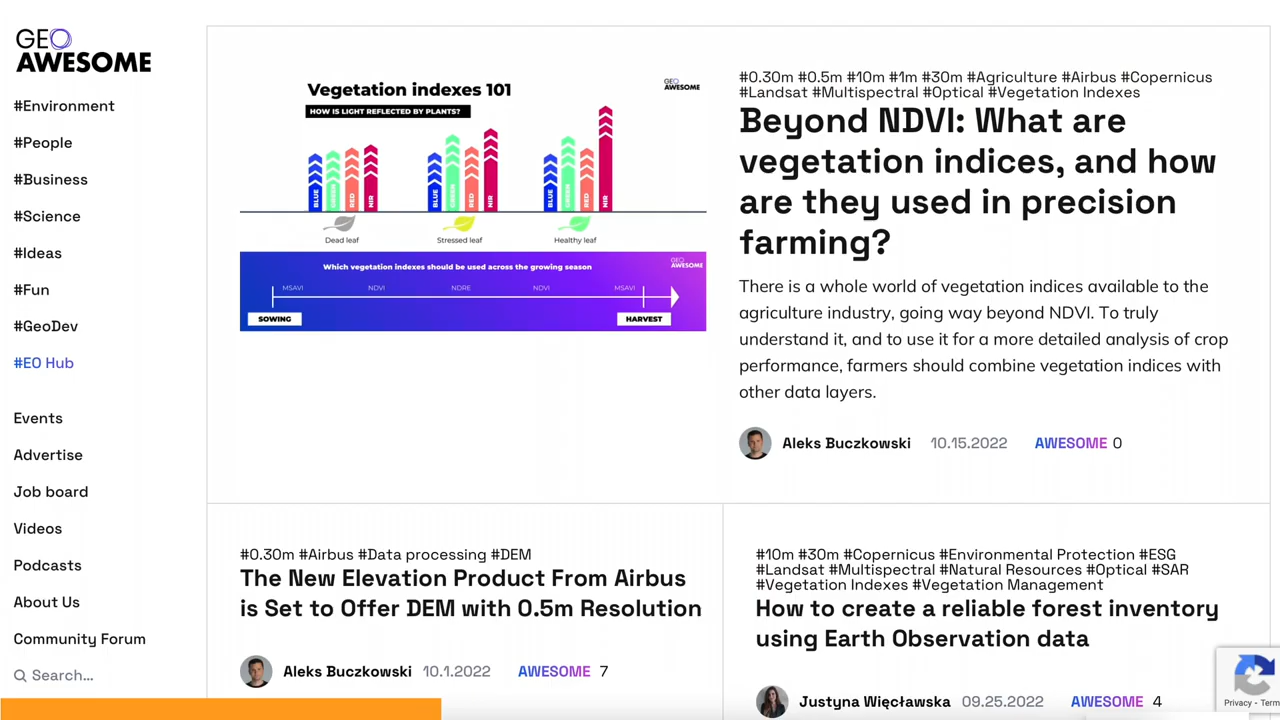 GEO
AWESOME
#Environment
#People
#Business
#Science
#Ideas
#Fun
#GeoDev
#EO Hub
Events
Advertise
Job board
Videos
Podcasts
About Us
Community Forum
Search...
Vegetation indexes 101
GEO
AWESOME
HOW IS LIGHT REFLECTED BY PLANTS?
BLUE GREEN RED NIR
BLUE GREEN RED NIR
BLUE GREEN RED NIR
Dead leaf Stressed leaf Healthy leaf
Which vegetation indexes should be used across the growing season
GEO
AWESOME
MSAVI NDVI NDRE NDVI MSAVI
SOWING HARVEST
#0.30m #0.5m #10m #1m #30m #Agriculture #Airbus #Copernicus
#Landsat #Multispectral #Optical #Vegetation Indexes
Beyond NDVI: What are
vegetation indices, and how
are they used in precision
farming?
There is a whole world of vegetation indices available to the
agriculture industry, going way beyond NDVI. To truly
understand it, and to use it for a more detailed analysis of crop
performance, farmers should combine vegetation indices with
other data layers.
Aleks Buczkowski 10.15.2022 AWESOME 0
#0.30m #Airbus #Data processing #DEM
The New Elevation Product From Airbus
is Set to Offer DEM with 0.5m Resolution
Aleks Buczkowski 10.1.2022 AWESOME 7
#10m #30m #Copernicus #Environmental Protection #ESG
#Landsat #Multispectral #Natural Resources #Optical #SAR
#Vegetation Indexes #Vegetation Management
How to create a reliable forest inventory
using Earth Observation data
Justyna Więcławska 09.25.2022 AWESOME 4
Privacy - Term